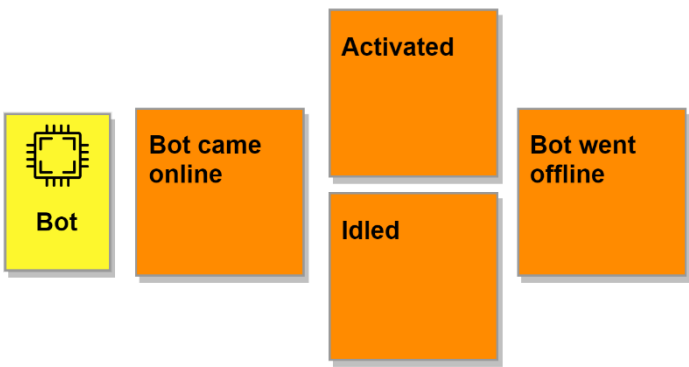 Bot
Bot came
online
Activated
Idled
Bot went
offline